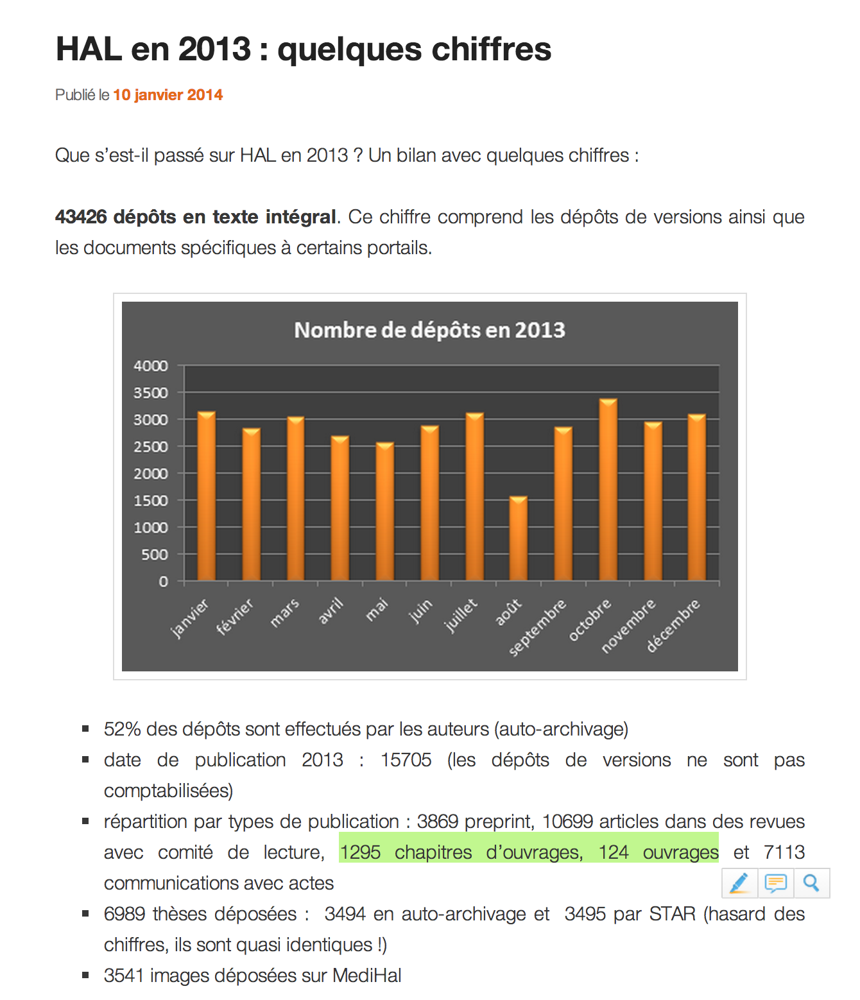 HAL en 2013 : quelques chiffres
Publié le 10 janvier 2014
Que s’est-il passé sur HAL en 2013 ? Un bilan avec quelques chiffres :
43426 dépôts en texte intégral. Ce chiffre comprend les dépôts de versions ainsi que
les documents spécifiques à certains portails.
Nombre de dépôts en 2013
4000
3500
3000
2500
2000
1500
1000
500
0
janvier
février
mars
avril
mai
juin
juillet
août
septembre
octobre
novembre
décembre
52% des dépôts sont effectués par les auteurs (auto-archivage)
date de publication 2013 : 15705 (les dépôts de versions ne sont pas
comptabilisées)
répartition par types de publication : 3869 preprint, 10699 articles dans des revues
avec comité de lecture, 1295 chapitres d’ouvrages, 124 ouvrages et 7113
communications avec actes
6989 thèses déposées : 3494 en auto-archivage et 3495 par STAR (hasard des
chiffres, ils sont quasi identiques !)
3541 images déposées sur MediHal